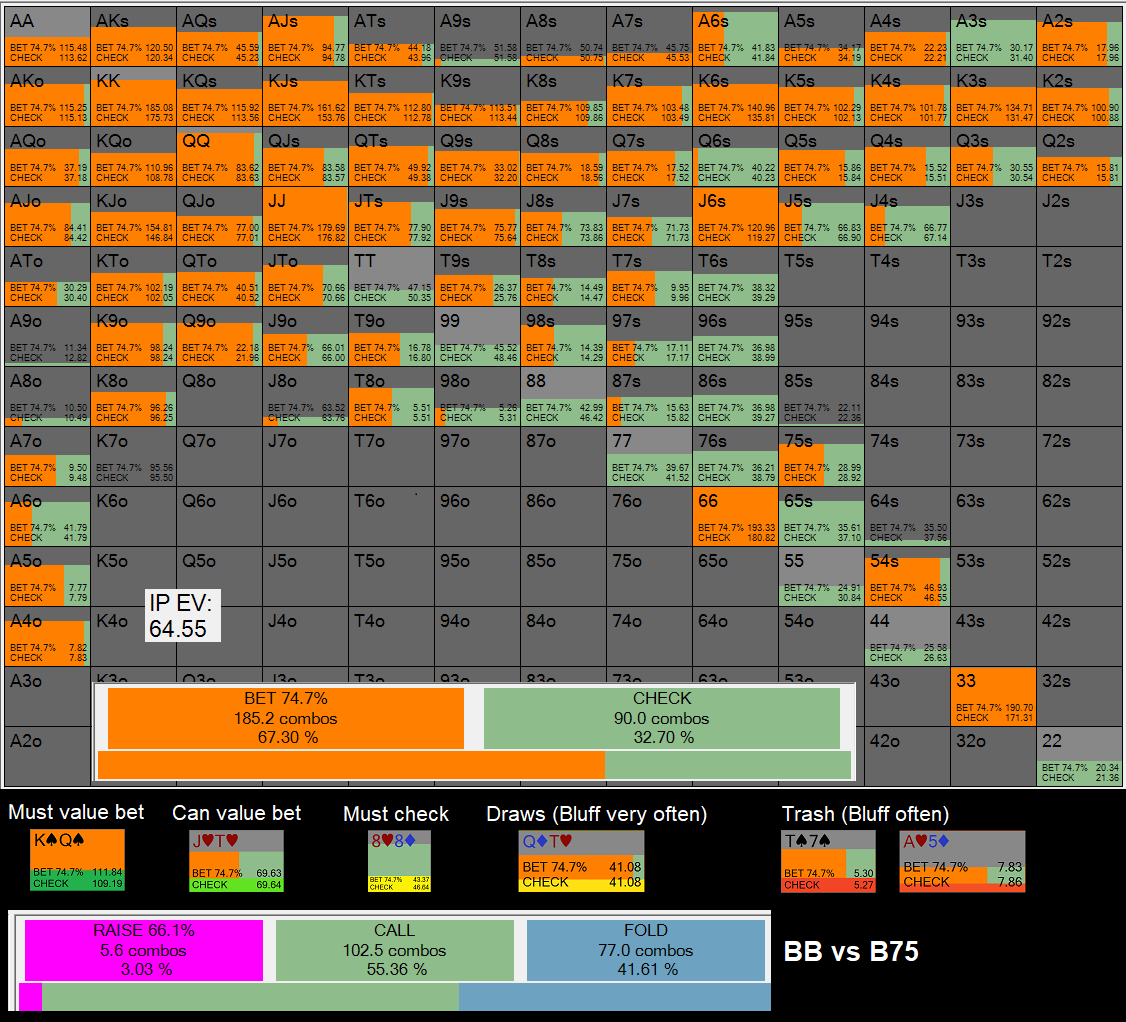 AA AKs AQs AJs ATs A9s A8s A7s A6s A5s A4s A3s A2s
BET 74.7% 115.48 BET 74.7% 120.50 BET 74.7% 45.59 BET 74.7% 94.77 BET 74.7% 44.18 BET 74.7% 51.58 BET 74.7% 50.74 BET 74.7% 45.75 BET 74.7% 41.83 BET 74.7% 34.17 BET 74.7% 22.23 BET 74.7% 30.17 BET 74.7% 17.96
CHECK 113.62 CHECK 120.34 CHECK 45.23 CHECK 94.78 CHECK 43.96 CHECK 51.58 CHECK 50.75 CHECK 45.53 CHECK 41.84 CHECK 34.19 CHECK 22.21 CHECK 31.40 CHECK 17.96
AKo KK KQs KJs KTs K9s K8s K7s K6s K5s K4s K3s K2s
BET 74.7% 115.25 BET 74.7% 185.08 BET 74.7% 115.92 BET 74.7% 161.62 BET 74.7% 112.80 BET 74.7% 113.51 BET 74.7% 109.85 BET 74.7% 103.48 BET 74.7% 140.96 BET 74.7% 102.29 BET 74.7% 101.78 BET 74.7% 134.71 BET 74.7% 100.90
CHECK 115.13 CHECK 175.73 CHECK 113.56 CHECK 153.76 CHECK 112.78 CHECK 113.44 CHECK 109.86 CHECK 103.49 CHECK 135.81 CHECK 102.13 CHECK 101.77 CHECK 131.47 CHECK 100.88
AQo KQo QQ QJs QTs Q9s Q8s Q7s Q6s Q5s Q4s Q3s Q2s
BET 74.7% 37.19 BET 74.7% 110.96 BET 74.7% 83.62 BET 74.7% 83.58 BET 74.7% 49.92 BET 74.7% 33.02 BET 74.7% 18.59 BET 74.7% 17.52 BET 74.7% 40.22 BET 74.7% 15.86 BET 74.7% 15.52 BET 74.7% 30.55 BET 74.7% 15.81
CHECK 37.18 CHECK 108.78 CHECK 83.63 CHECK 83.57 CHECK 49.38 CHECK 32.20 CHECK 18.56 CHECK 17.52 CHECK 40.23 CHECK 15.84 CHECK 15.51 CHECK 30.54 CHECK 15.81
AJo KJo QJo JJ JTs J9s J8s J7s J6s J5s J4s J3s J2s
BET 74.7% 84.41 BET 74.7% 154.81 BET 74.7% 77.00 BET 74.7% 179.69 BET 74.7% 77.90 BET 74.7% 75.77 BET 74.7% 73.83 BET 74.7% 71.73 BET 74.7% 120.96 BET 74.7% 66.83 BET 74.7% 66.77
CHECK 84.42 CHECK 146.84 CHECK 77.01 CHECK 176.82 CHECK 77.92 CHECK 75.64 CHECK 73.86 CHECK 71.73 CHECK 119.27 CHECK 66.90 CHECK 67.14
ATo KTo QTo JTo TT T9s T8s T7s T6s T5s T4s T3s T2s
BET 74.7% 30.29 BET 74.7% 102.19 BET 74.7% 40.51 BET 74.7% 70.66 BET 74.7% 47.15 BET 74.7% 26.37 BET 74.7% 14.49 BET 74.7% 9.95 BET 74.7% 38.32
CHECK 30.40 CHECK 102.05 CHECK 40.52 CHECK 70.66 CHECK 50.35 CHECK 25.76 CHECK 14.47 CHECK 9.96 CHECK 39.29
A9o K9o Q9o J9o T9o 99 98s 97s 96s 95s 94s 93s 92s
BET 74.7% 11.34 BET 74.7% 98.24 BET 74.7% 22.18 BET 74.7% 66.01 BET 74.7% 16.78 BET 74.7% 45.52 BET 74.7% 14.39 BET 74.7% 17.11 BET 74.7% 36.98
CHECK 12.82 CHECK 98.24 CHECK 21.96 CHECK 66.00 CHECK 16.80 CHECK 48.46 CHECK 14.29 CHECK 17.17 CHECK 38.99
A8o K8o Q8o J8o T8o 98o 88 87s 86s 85s 84s 83s 82s
BET 74.7% 10.50 BET 74.7% 96.26 BET 74.7% 63.52 BET 74.7% 5.51 BET 74.7% 5.26 BET 74.7% 42.99 BET 74.7% 15.63 BET 74.7% 36.98 BET 74.7% 22.11
CHECK 10.49 CHECK 96.25 CHECK 63.76 CHECK 5.51 CHECK 5.31 CHECK 46.42 CHECK 15.82 CHECK 39.27 CHECK 22.36
A7o K7o Q7o J7o T7o 97o 87o 77 76s 75s 74s 73s 72s
BET 74.7% 9.50 BET 74.7% 95.56 BET 74.7% 39.67 BET 74.7% 36.21 BET 74.7% 28.99
CHECK 9.48 CHECK 95.50 CHECK 41.52 CHECK 38.79 CHECK 28.92
A6o K6o Q6o J6o T6o 96o 86o 76o 66 65s 64s 63s 62s
BET 74.7% 41.79 BET 74.7% 193.33 BET 74.7% 35.61 BET 74.7% 35.50
CHECK 41.79 CHECK 180.82 CHECK 37.10 CHECK 37.56
A5o K5o Q5o J5o T5o 95o 85o 75o 65o 55 54s 53s 52s
BET 74.7% 7.77 BET 74.7% 24.91 BET 74.7% 46.93
CHECK 7.79 CHECK 30.84 CHECK 46.55
IP EV:
64.55
A4o K4o Q4o J4o T4o 94o 84o 74o 64o 54o 44 43s 42s
BET 74.7% 7.82 BET 74.7% 25.58
CHECK 7.83 CHECK 26.63
A3o K3o Q3o J3o T3o 93o 83o 73o 63o 53o 43o 33 32s
BET 74.7% 190.70
CHECK 171.31
BET 74.7% CHECK
185.2 combos 90.0 combos
67.30 % 32.70 %
A2o 42o 32o 22
BET 74.7% 20.34
CHECK 21.36
Must value bet Can value bet Must check Draws (Bluff very often) Trash (Bluff often)
K♠Q♠ J♥T♥ 8♥8♦ Q♦T♥ T♠7♠ A♥5♦
BET 74.7% 111.84 BET 74.7% 69.63 BET 74.7% 43.37 BET 74.7% 41.08 BET 74.7% 5.30 BET 74.7% 7.83
CHECK 109.19 CHECK 69.64 CHECK 46.64 CHECK 41.08 CHECK 5.27 CHECK 7.86
RAISE 66.1% CALL FOLD
5.6 combos 102.5 combos 77.0 combos
3.03 % 55.36 % 41.61 %
BB vs B75